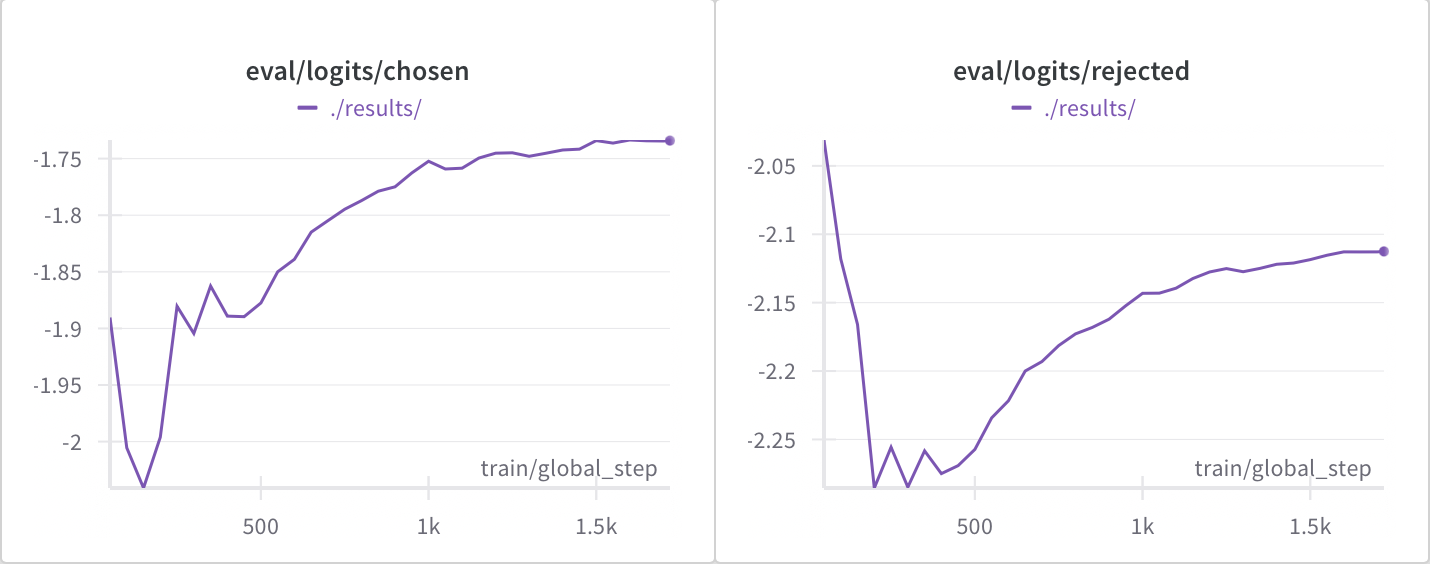 eval/logits/chosen
./results/
-1.75
-1.8
-1.85
-1.9
-1.95
-2
train/global_step
500
1k
1.5k
eval/logits/rejected
./results/
-2.05
-2.1
-2.15
-2.2
-2.25
train/global_step
500
1k
1.5k